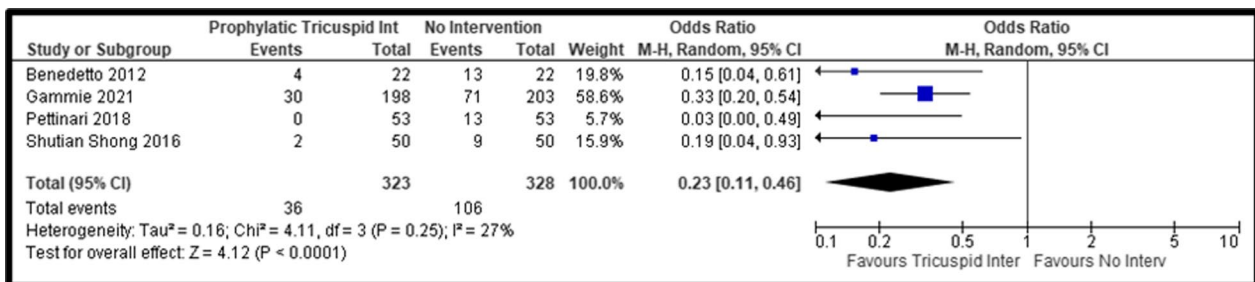 Prophylatic Tricuspid Int No Intervention Odds Ratio Odds Ratio
Study or Subgroup Events Total Events Total Weight M-H, Random, 95% CI M-H, Random, 95% CI
Benedetto 2012 4 22 13 22 19.8% 0.15 [0.04, 0.61]
Gammie 2021 30 198 71 203 58.6% 0.33 [0.20, 0.54]
Pettinari 2018 0 53 13 53 5.7% 0.03 [0.00, 0.49]
Shutian Shong 2016 2 50 9 50 15.9% 0.19 [0.04, 0.93]
Total (95% CI) 323 328 100.0% 0.23 [0.11, 0.46]
Total events 36 106
Heterogeneity: Tau² = 0.16; Chi² = 4.11, df = 3 (P = 0.25); I² = 27%
Test for overall effect: Z = 4.12 (P < 0.0001)
0.1 0.2 0.5 1 2 5 10
Favours Tricuspid Inter Favours No Interv